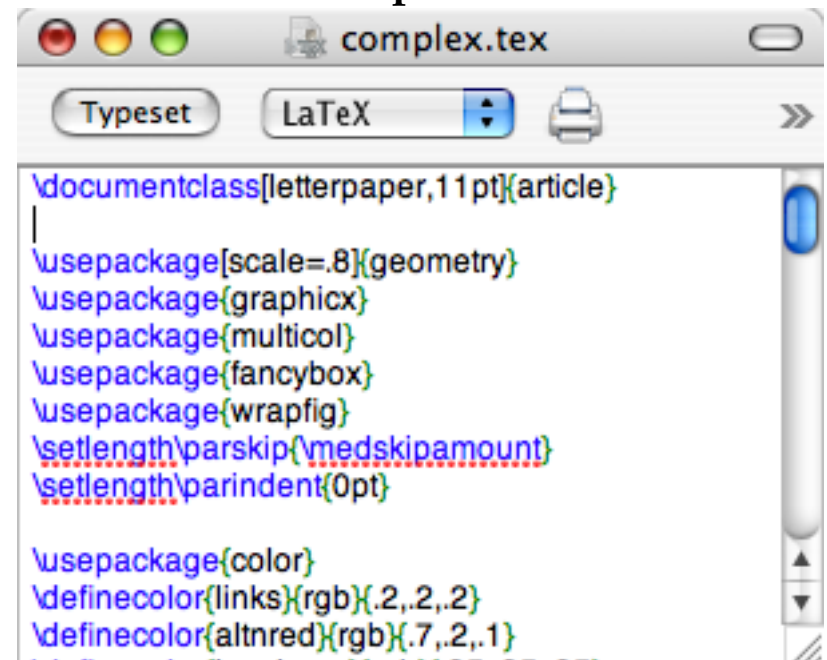 complex.tex
Typeset LaTeX
\documentclass[letterpaper,11pt]{article}
\usepackage[scale=.8]{geometry}
\usepackage{graphicx}
\usepackage{multicol}
\usepackage{fancybox}
\usepackage{wrapfig}
\setlength\parskip{\medskipamount}
\setlength\parindent{0pt}
\usepackage{color}
\definecolor{links}{rgb}{.2,.2,.2}
\definecolor{altnred}{rgb}{.7,.2,.1}